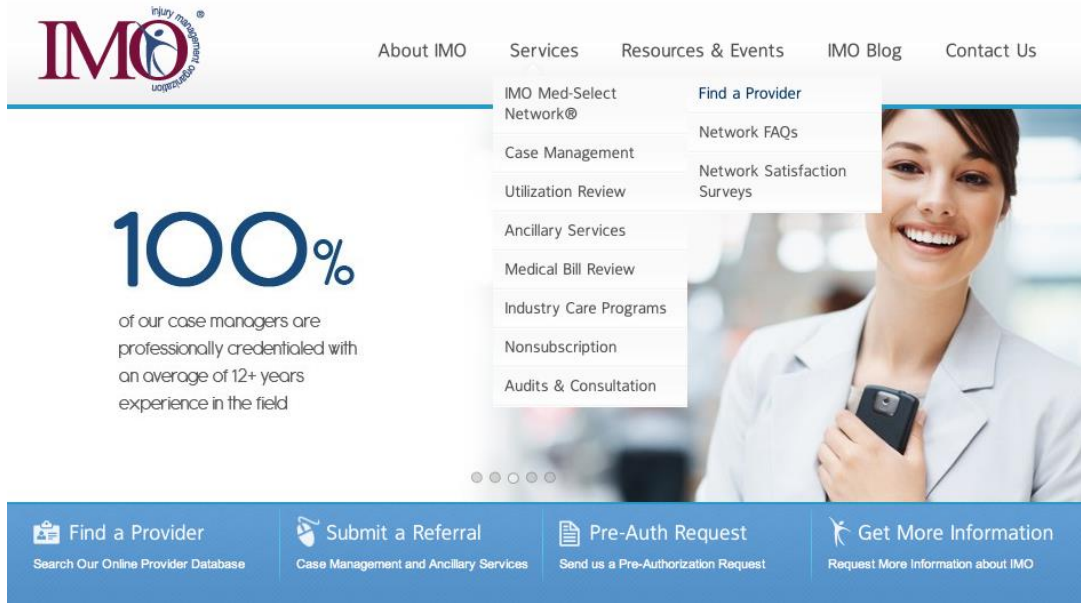 IMO
injury management organization
®
About IMO
Services
Resources & Events
IMO Blog
Contact Us
IMO Med-Select
Network®
Case Management
Utilization Review
Ancillary Services
Medical Bill Review
Industry Care Programs
Nonsubscription
Audits & Consultation
Find a Provider
Network FAQs
Network Satisfaction
Surveys
100%
of our case managers are
professionally credentialed with
an average of 12+ years
experience in the field
Find a Provider
Search Our Online Provider Database
Submit a Referral
Case Management and Ancillary Services
Pre-Auth Request
Send us a Pre-Authorization Request
Get More Information
Request More Information about IMO